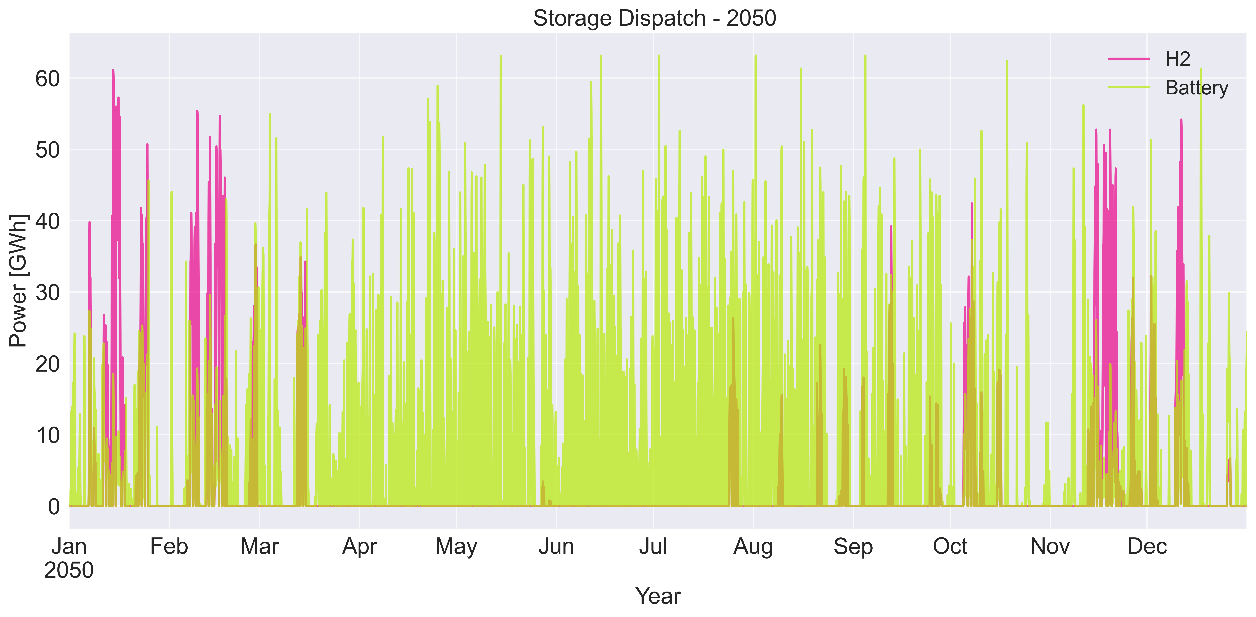 Storage Dispatch - 2050
H2
Battery
Power [GWh]
60
50
40
30
20
10
0
Jan Feb Mar Apr May Jun Jul Aug Sep Oct Nov Dec
2050
Year